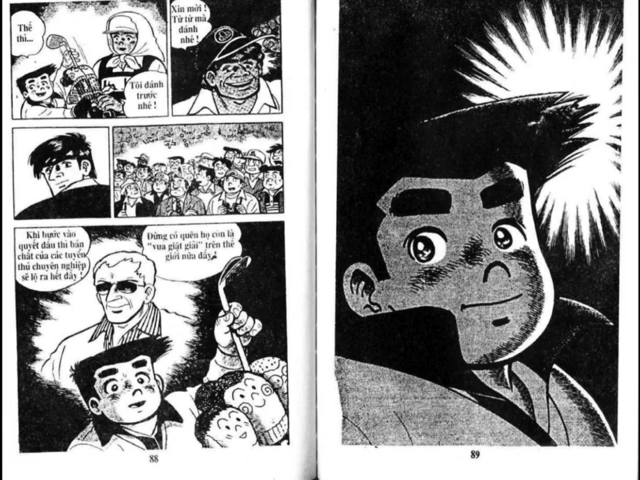 Thế
thì...
Tôi đánh
trước
nhé !
Xin mời !
Từ từ mà
đánh
nhé !
Khi bước vào
quyết đấu thì bản
chất của các tuyển
thủ chuyên nghiệp
sẽ lộ ra hết đấy !
Đừng có quên họ còn là
"vua giật giải" trên thế
giới nữa đấy.
88
89